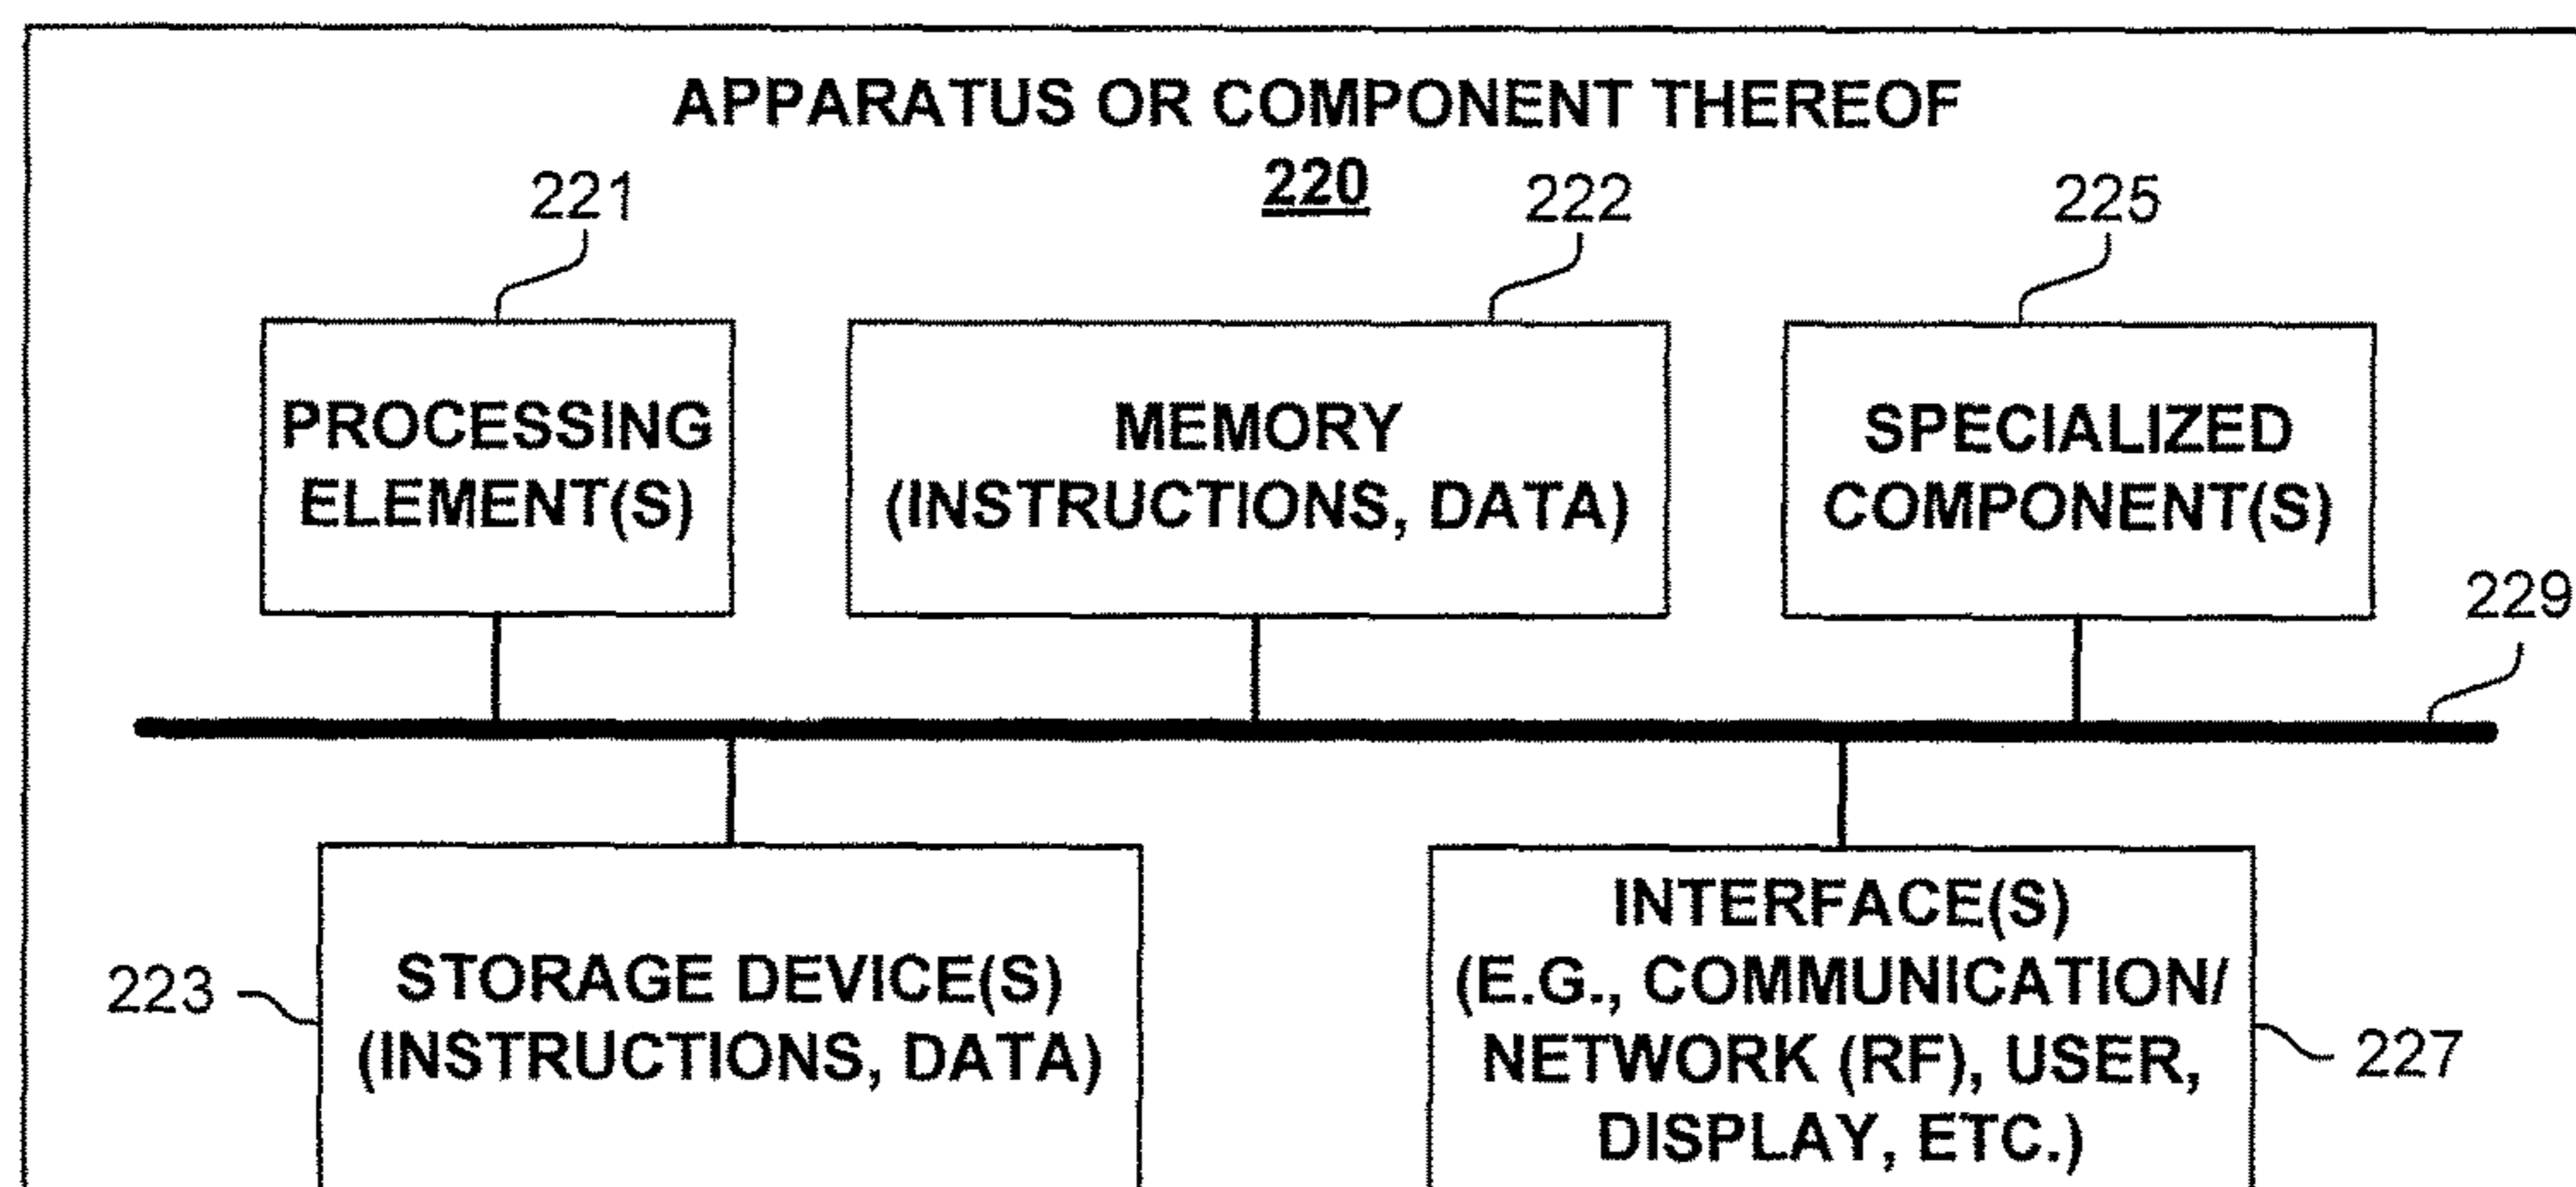 APPARATUS OR COMPONENT THEREOF
220
221
222
225
PROCESSING
ELEMENT(S)
MEMORY
(INSTRUCTIONS, DATA)
SPECIALIZED
COMPONENT(S)
229
223
STORAGE DEVICE(S)
(INSTRUCTIONS, DATA)
INTERFACE(S)
(E.G., COMMUNICATION/
NETWORK (RF), USER,
DISPLAY, ETC.)
227